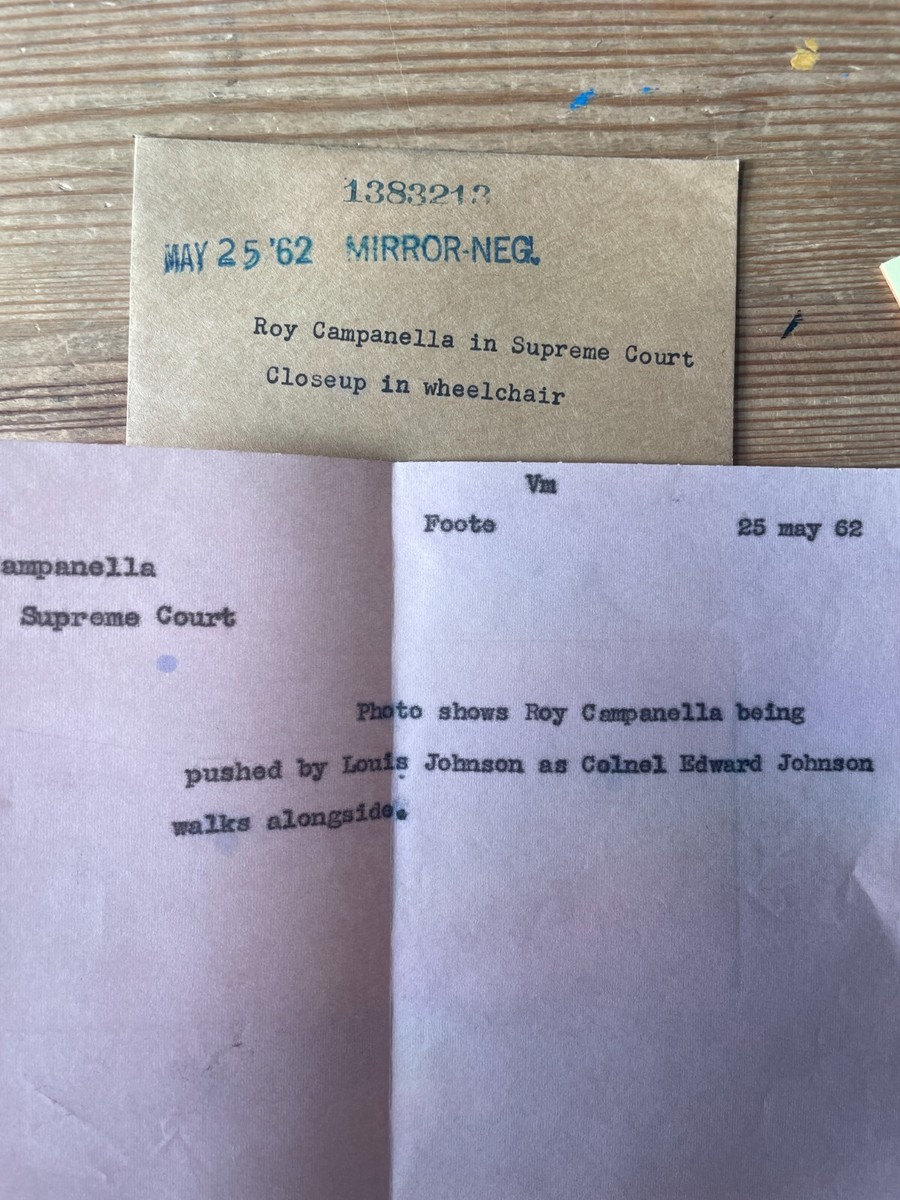 1383213
MAY 25 '62 MIRROR-NEG.
Roy Campanella in Supreme Court
Closeup in wheelchair
Vm
Foote 25 may 62
ampanella
Supreme Court
Photo shows Roy Campanella being
pushed by Louis Johnson as Colnel Edward Johnson
walks alongside.